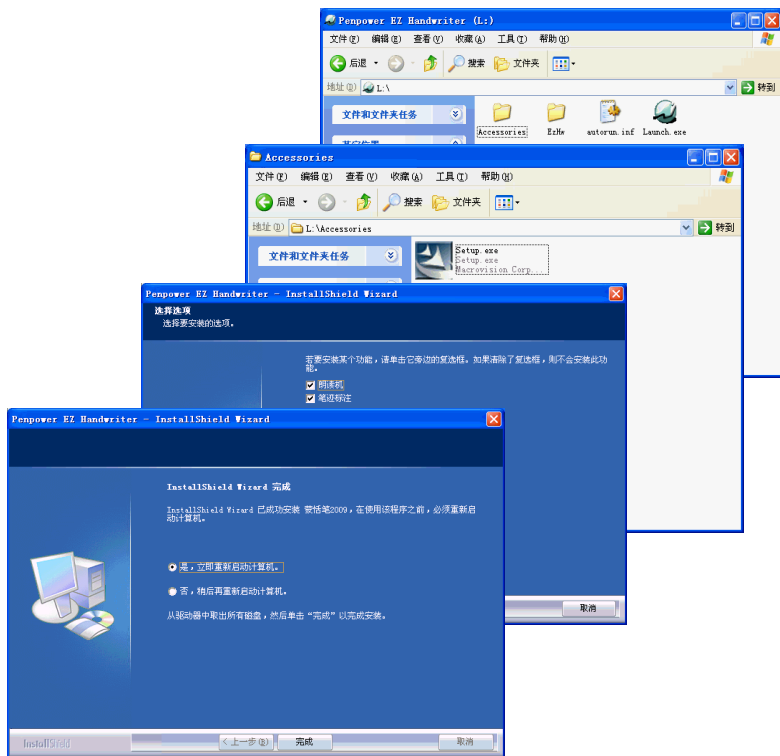 Penpower EZ Handwriter (L:)
文件(F) 编辑(E) 查看(V) 收藏(A) 工具(T) 帮助(H)
后退 搜索 文件夹
地址(D) L:\ 转到
文件和文件夹任务
Accessories EzHw autorun.inf Launch.exe
其它位置
Accessories
文件(F) 编辑(E) 查看(V) 收藏(A) 工具(T) 帮助(H)
后退 搜索 文件夹
地址(D) L:\Accessories 转到
文件和文件夹任务
Setup.exe
Setup.exe
Macrovision Corp...
Penpower EZ Handwriter - InstallShield Wizard
选择选项
选择要安装的选项。
若要安装某个功能，请单击它旁边的复选框。如果清除了复选框，则不会安装此功
能。
朗读机
笔迹标注
取消
Penpower EZ Handwriter - InstallShield Wizard
InstallShield Wizard 完成
InstallShield Wizard 已成功安装 蒙恬笔2009，在使用该程序之前，必须重新启
动计算机。
是，立即重新启动计算机。
否，稍后再重新启动计算机。
从驱动器中取出所有磁盘，然后单击“完成”以完成安装。
InstallShield
< 上一步(B) 完成 取消